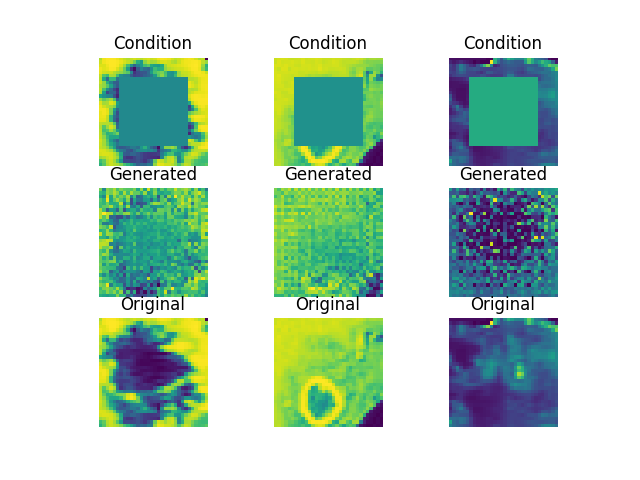 Condition Condition Condition
Generated Generated Generated
Original Original Original